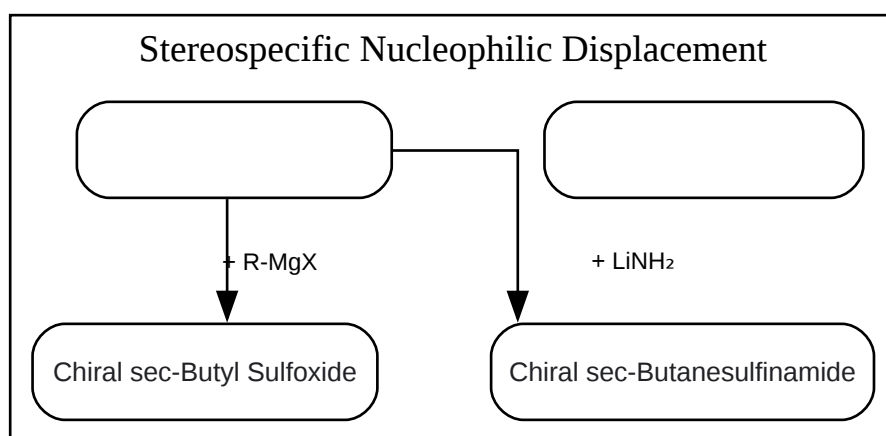 Stereospecific Nucleophilic Displacement
+ R-MgX
+ LiNH₂
Chiral sec-Butyl Sulfoxide
Chiral sec-Butanesulfinamide